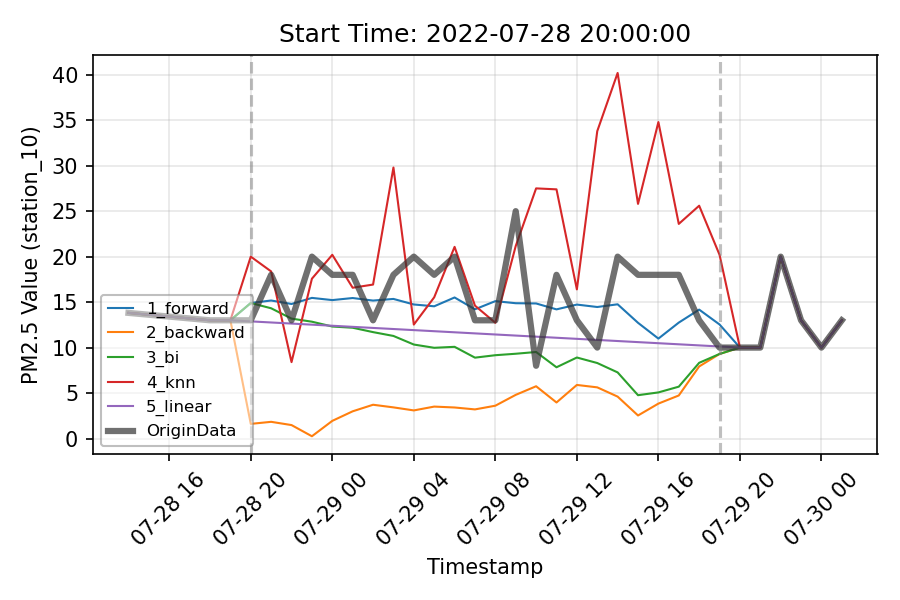 Start Time: 2022-07-28 20:00:00
PM2.5 Value (station_10)
40
35
30
25
20
15
10
5
0
1_forward
2_backward
3_bi
4_knn
5_linear
OriginData
07-28 16
07-28 20
07-29 00
07-29 04
07-29 08
07-29 12
07-29 16
07-29 20
07-30 00
Timestamp